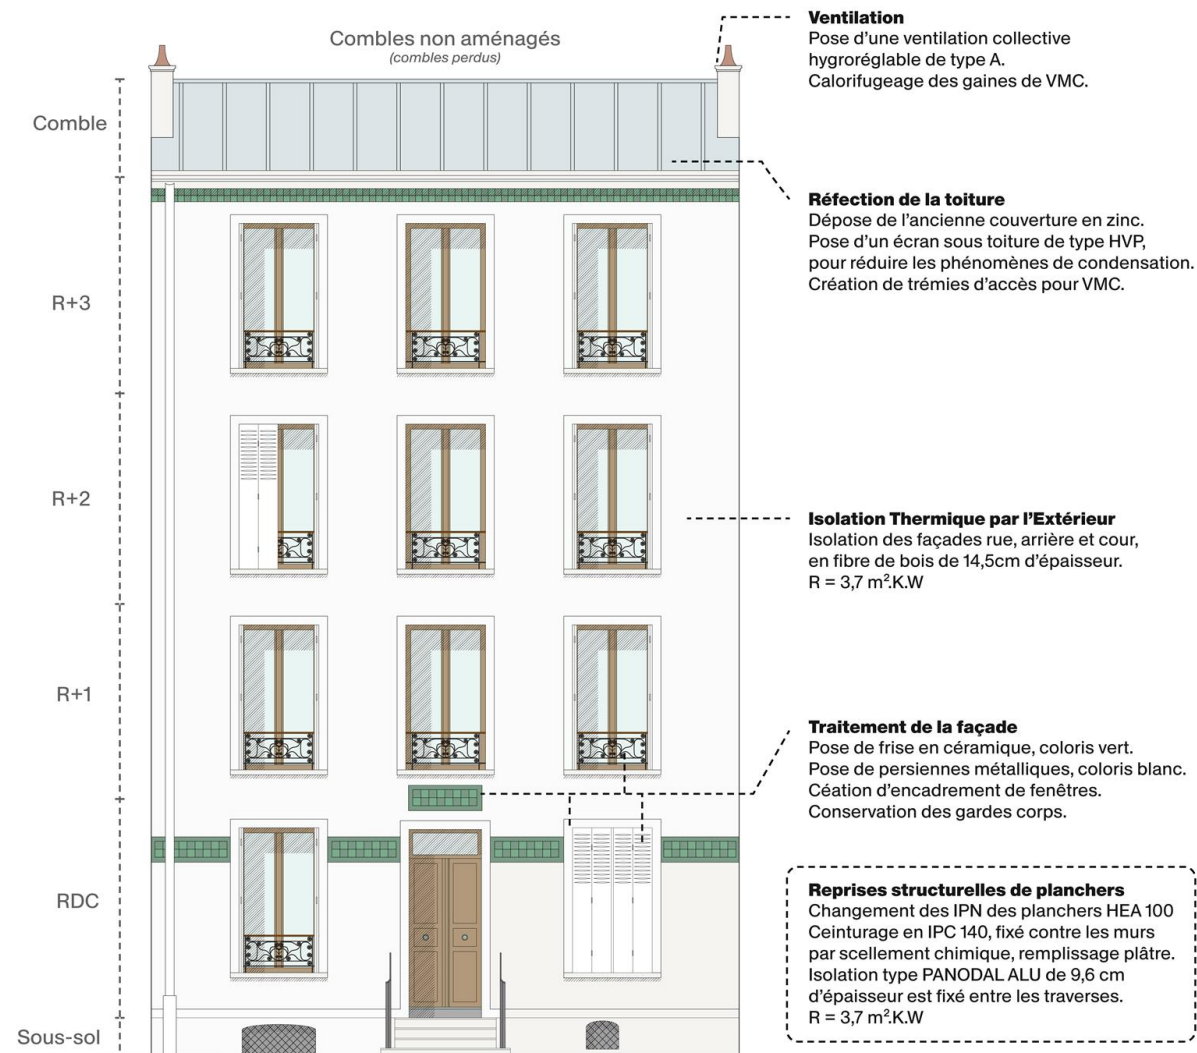 Combles non aménagés
(combles perdus)
Comble
R+3
R+2
R+1
RDC
Sous-sol
Ventilation
Pose d’une ventilation collective
hygroréglable de type A.
Calorifugeage des gaines de VMC.
Réfection de la toiture
Dépose de l’ancienne couverture en zinc.
Pose d’un écran sous toiture de type HVP,
pour réduire les phénomènes de condensation.
Création de trémies d’accès pour VMC.
Isolation Thermique par l’Extérieur
Isolation des façades rue, arrière et cour,
en fibre de bois de 14,5cm d’épaisseur.
R = 3,7 m².K.W
Traitement de la façade
Pose de frise en céramique, coloris vert.
Pose de persiennes métalliques, coloris blanc.
Céation d’encadrement de fenêtres.
Conservation des gardes corps.
Reprises structurelles de planchers
Changement des IPN des planchers HEA 100
Ceinturage en IPC 140, fixé contre les murs
par scellement chimique, remplissage plâtre.
Isolation type PANODAL ALU de 9,6 cm
d’épaisseur est fixé entre les traverses.
R = 3,7 m².K.W